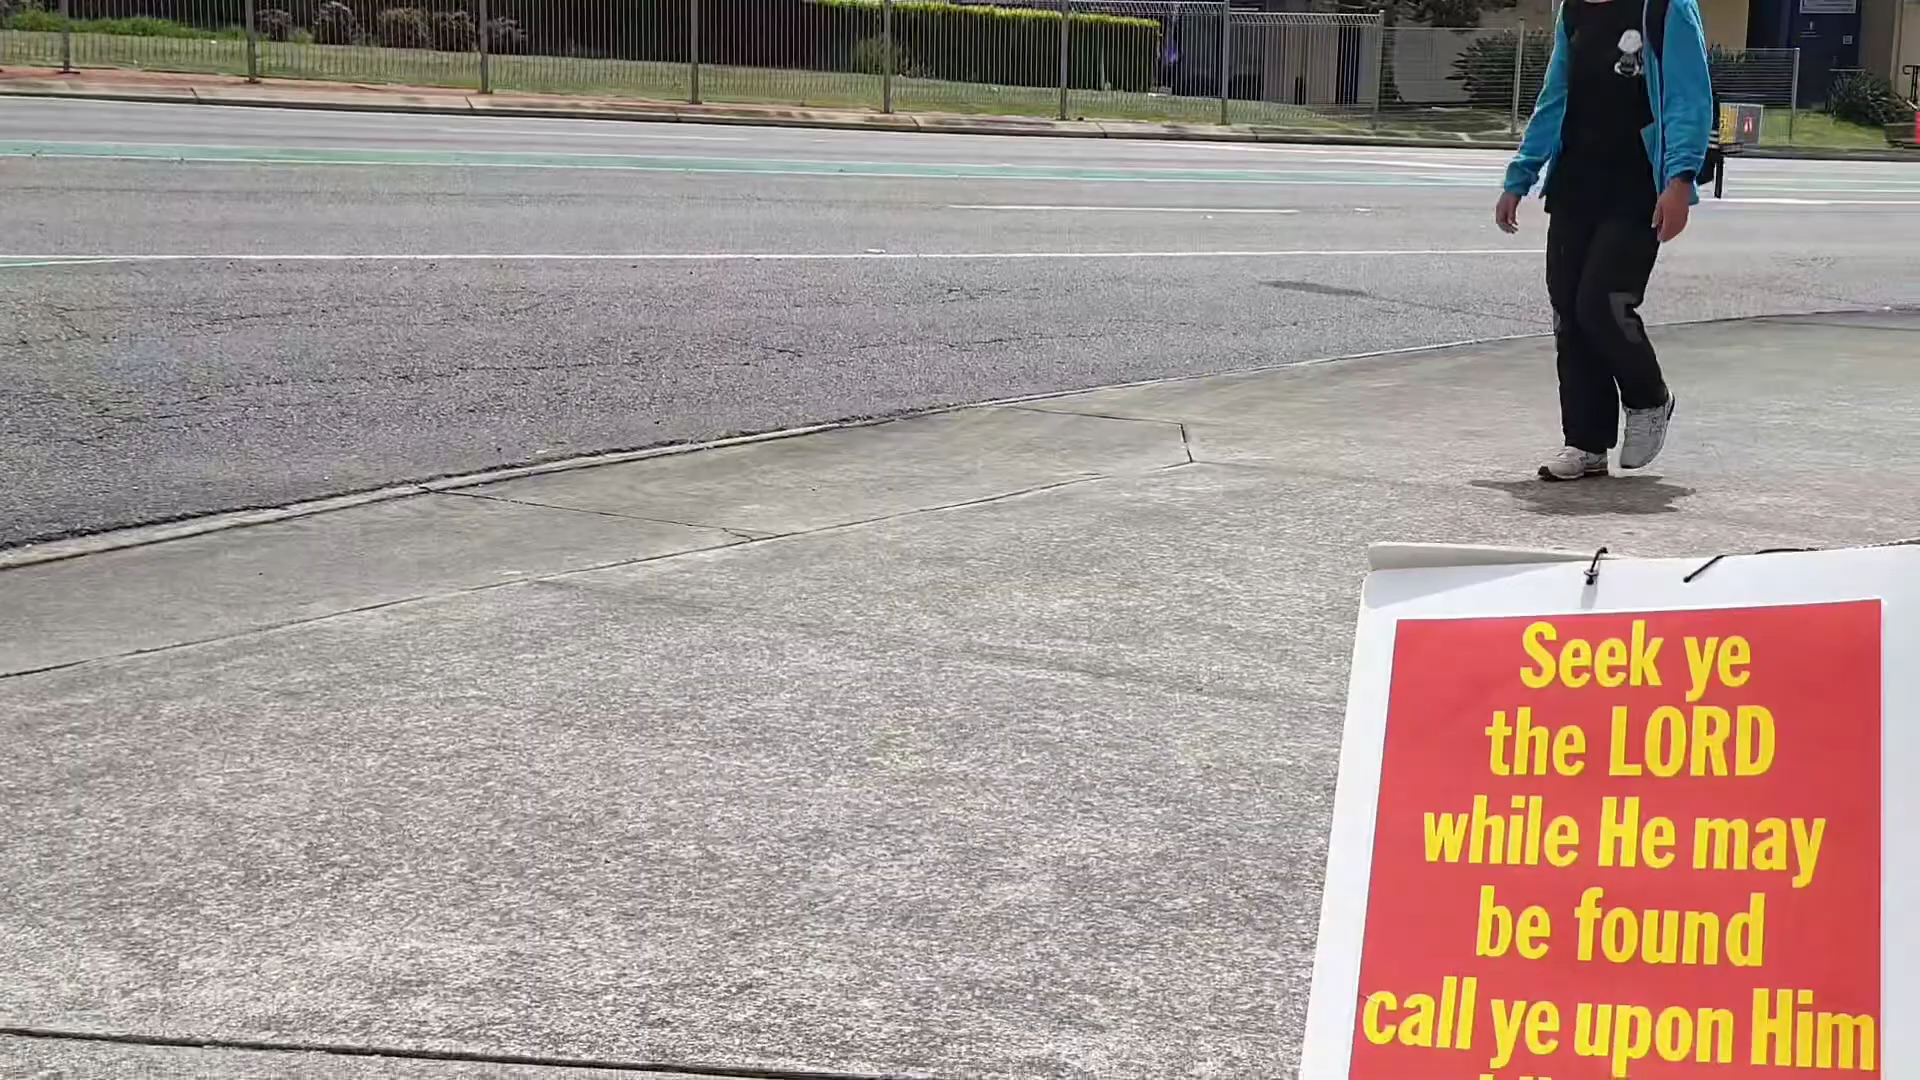 Seek ye
the LORD
while He may
be found
call ye upon Him